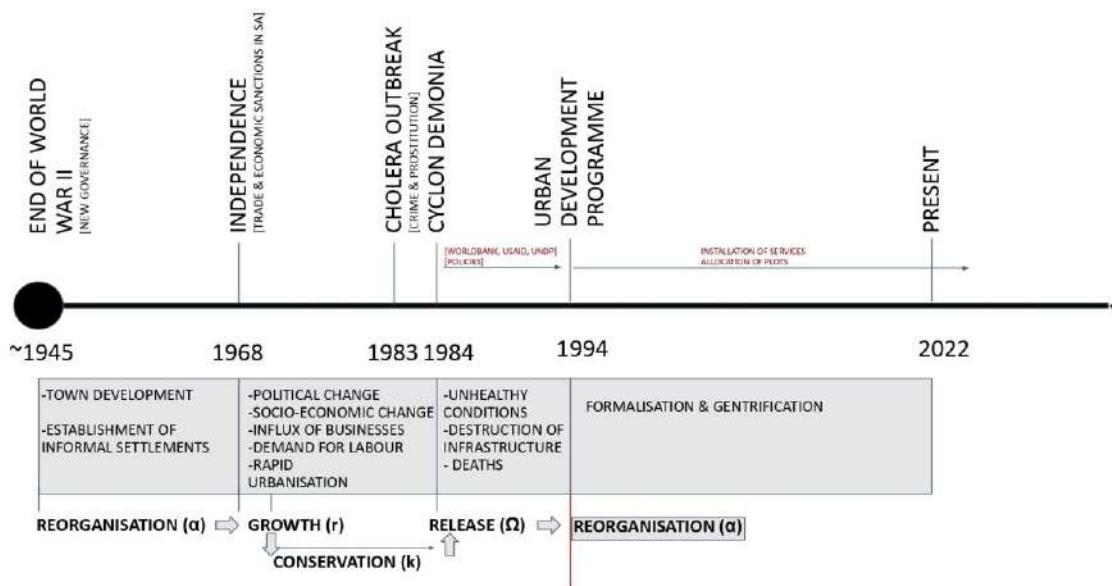 END OF WORLD
WAR II
[NEW GOVERNANCE]
INDEPENDENCE
[TRADE & ECONOMIC SANCTIONS IN SA]
CHOLERA OUTBREAK
[CRIME & PROSTITUTION]
CYCLON DEMONIA
URBAN
DEVELOPMENT
PROGRAMME
PRESENT
[WORLDBANK, USAID, UNDP]
[POLICIES]
INSTALLATION OF SERVICES
ALLOCATION OF PLOTS
~1945
1968
1983
1984
1994
2022
-TOWN DEVELOPMENT
-ESTABLISHMENT OF
INFORMAL SETTLEMENTS
-POLITICAL CHANGE
-SOCIO-ECONOMIC CHANGE
-INFLUX OF BUSINESSES
-DEMAND FOR LABOUR
-RAPID
URBANISATION
-UNHEALTHY
CONDITIONS
-DESTRUCTION OF
INFRASTRUCTURE
- DEATHS
FORMALISATION & GENTRIFICATION
REORGANISATION (α)
GROWTH (r)
CONSERVATION (k)
RELEASE (Ω)
REORGANISATION (α)